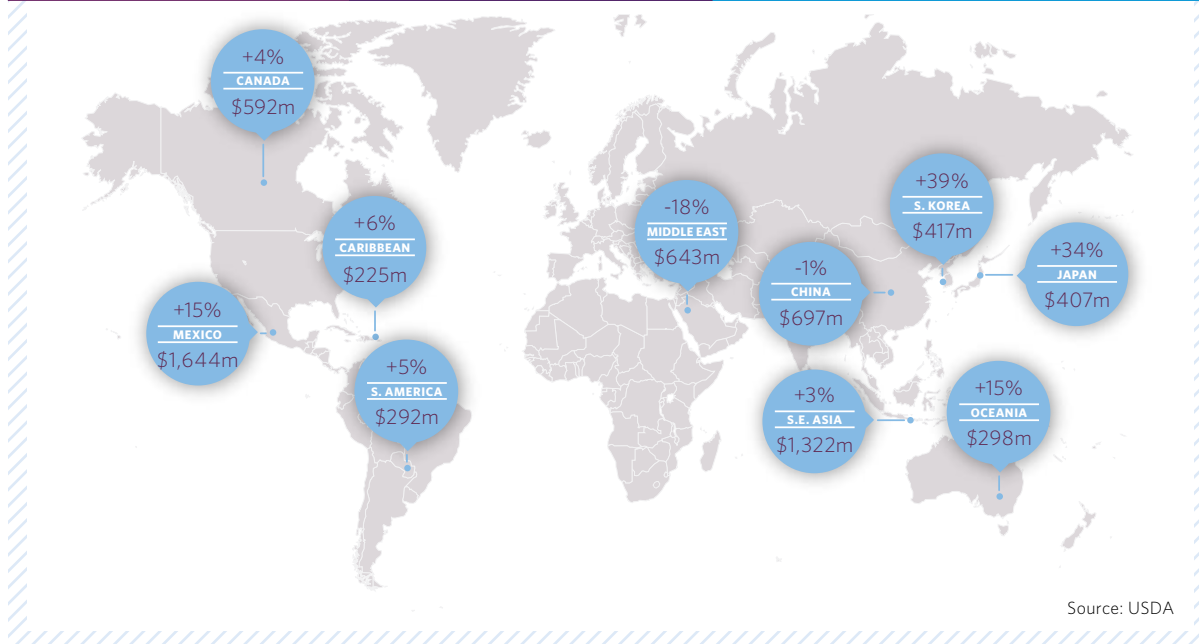 +4%
CANADA
$592m
+6%
CARIBBEAN
$225m
+15%
MEXICO
$1,644m
+5%
S. AMERICA
$292m
-18%
MIDDLE EAST
$643m
-1%
CHINA
$697m
+39%
S. KOREA
$417m
+34%
JAPAN
$407m
+3%
S.E. ASIA
$1,322m
+15%
OCEANIA
$298m
Source: USDA